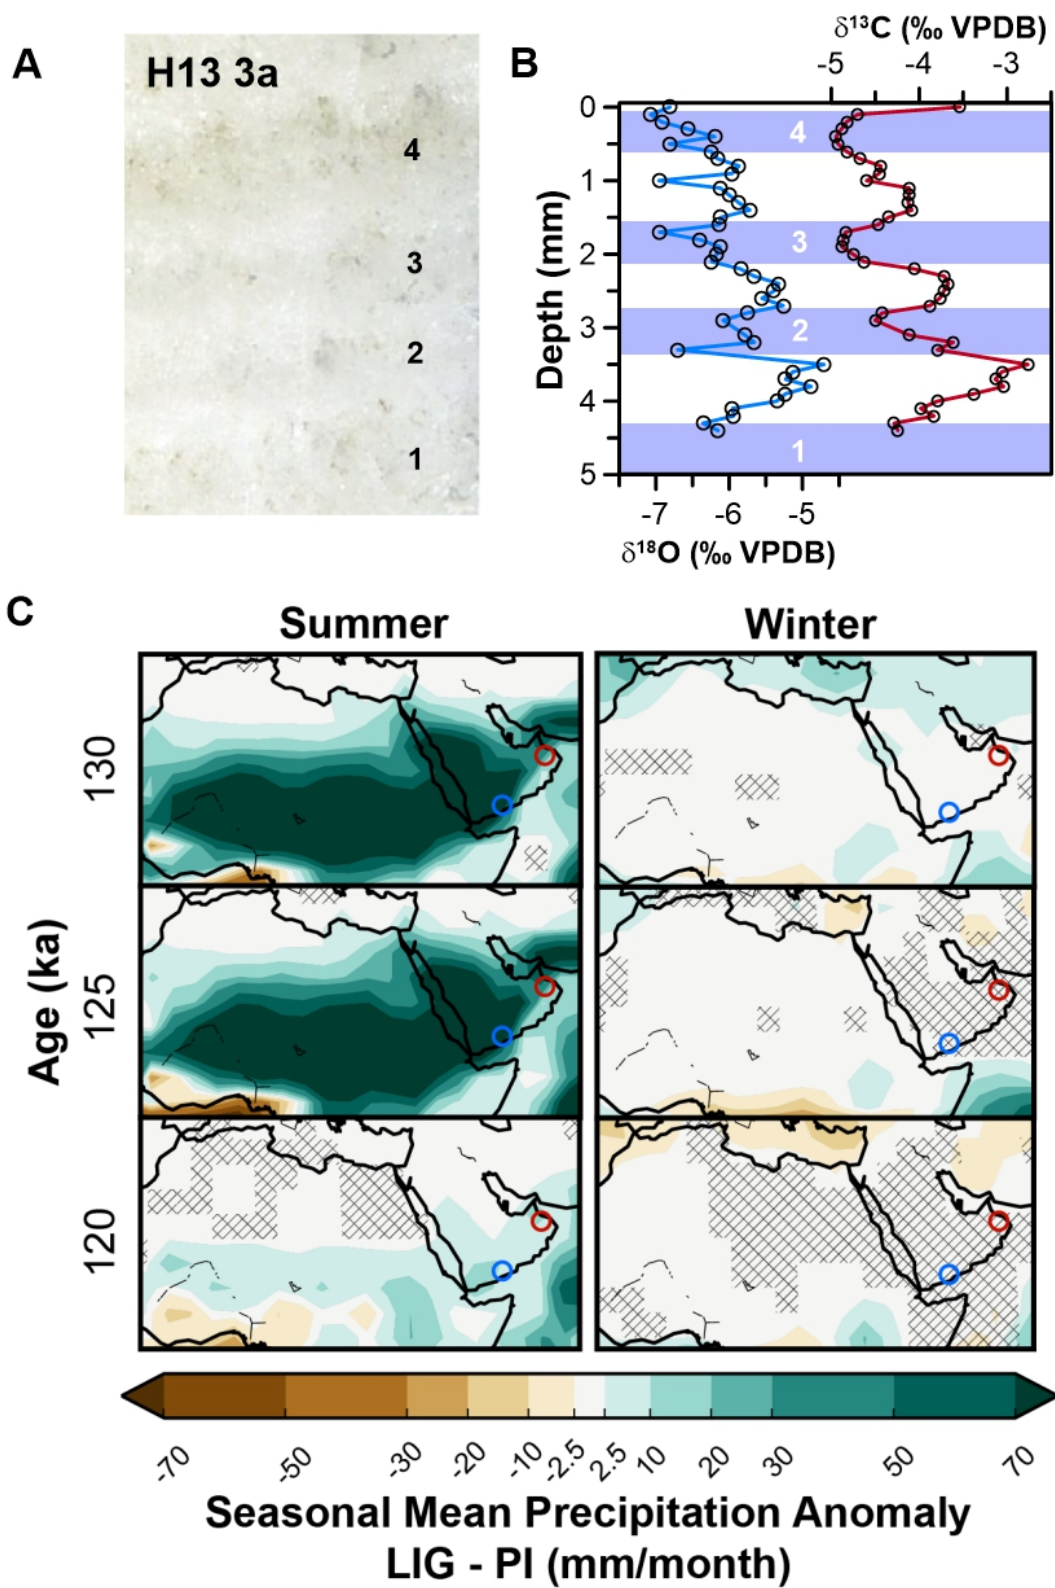 A
H13 3a
4
3
2
1
B
δ¹³C (‰ VPDB)
-5 -4 -3
0
1
2
3
4
5
Depth (mm)
4
3
2
1
-7 -6 -5
δ¹⁸O (‰ VPDB)
C
Summer Winter
Age (ka)
130
125
120
-70 -50 -30 -20 -10 -2.5 2.5 10 20 30 50 70
Seasonal Mean Precipitation Anomaly
LIG - PI (mm/month)